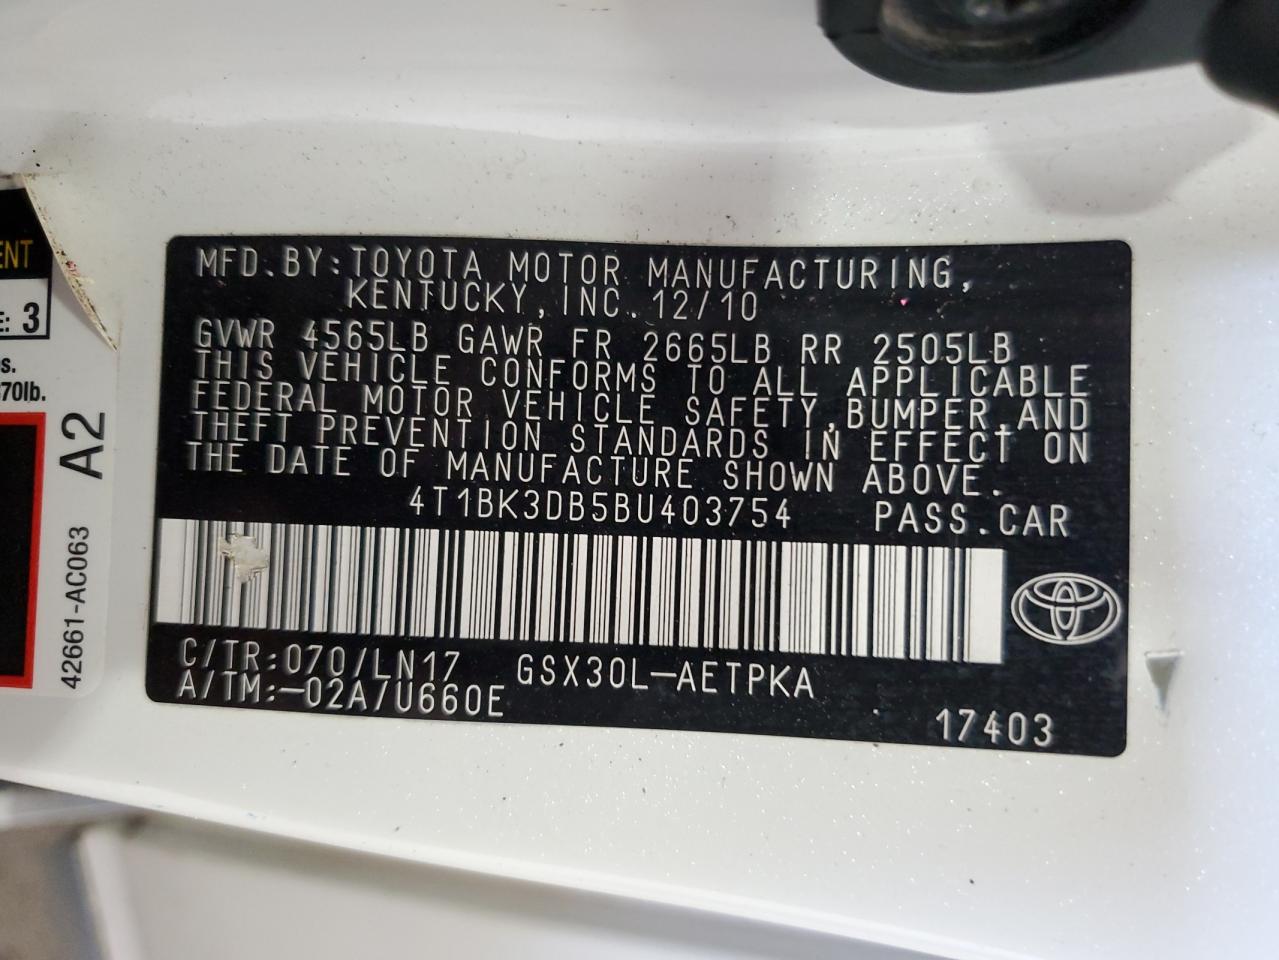 MFD.BY:TOYOTA MOTOR MANUFACTURING,
KENTUCKY,INC.12/10
GVWR 4565LB GAWR FR 2665LB RR 2505LB
THIS VEHICLE CONFORMS TO ALL APPLICABLE
FEDERAL MOTOR VEHICLE SAFETY,BUMPER,AND
THEFT PREVENTION STANDARDS IN EFFECT ON
THE DATE OF MANUFACTURE SHOWN ABOVE.
4T1BK3DB5BU403754 PASS.CAR
C/TR:070/LN17 GSX30L-AETPKA
A/TM:-02A/U660E
17403
3
70lb.
A2
42661-AC063